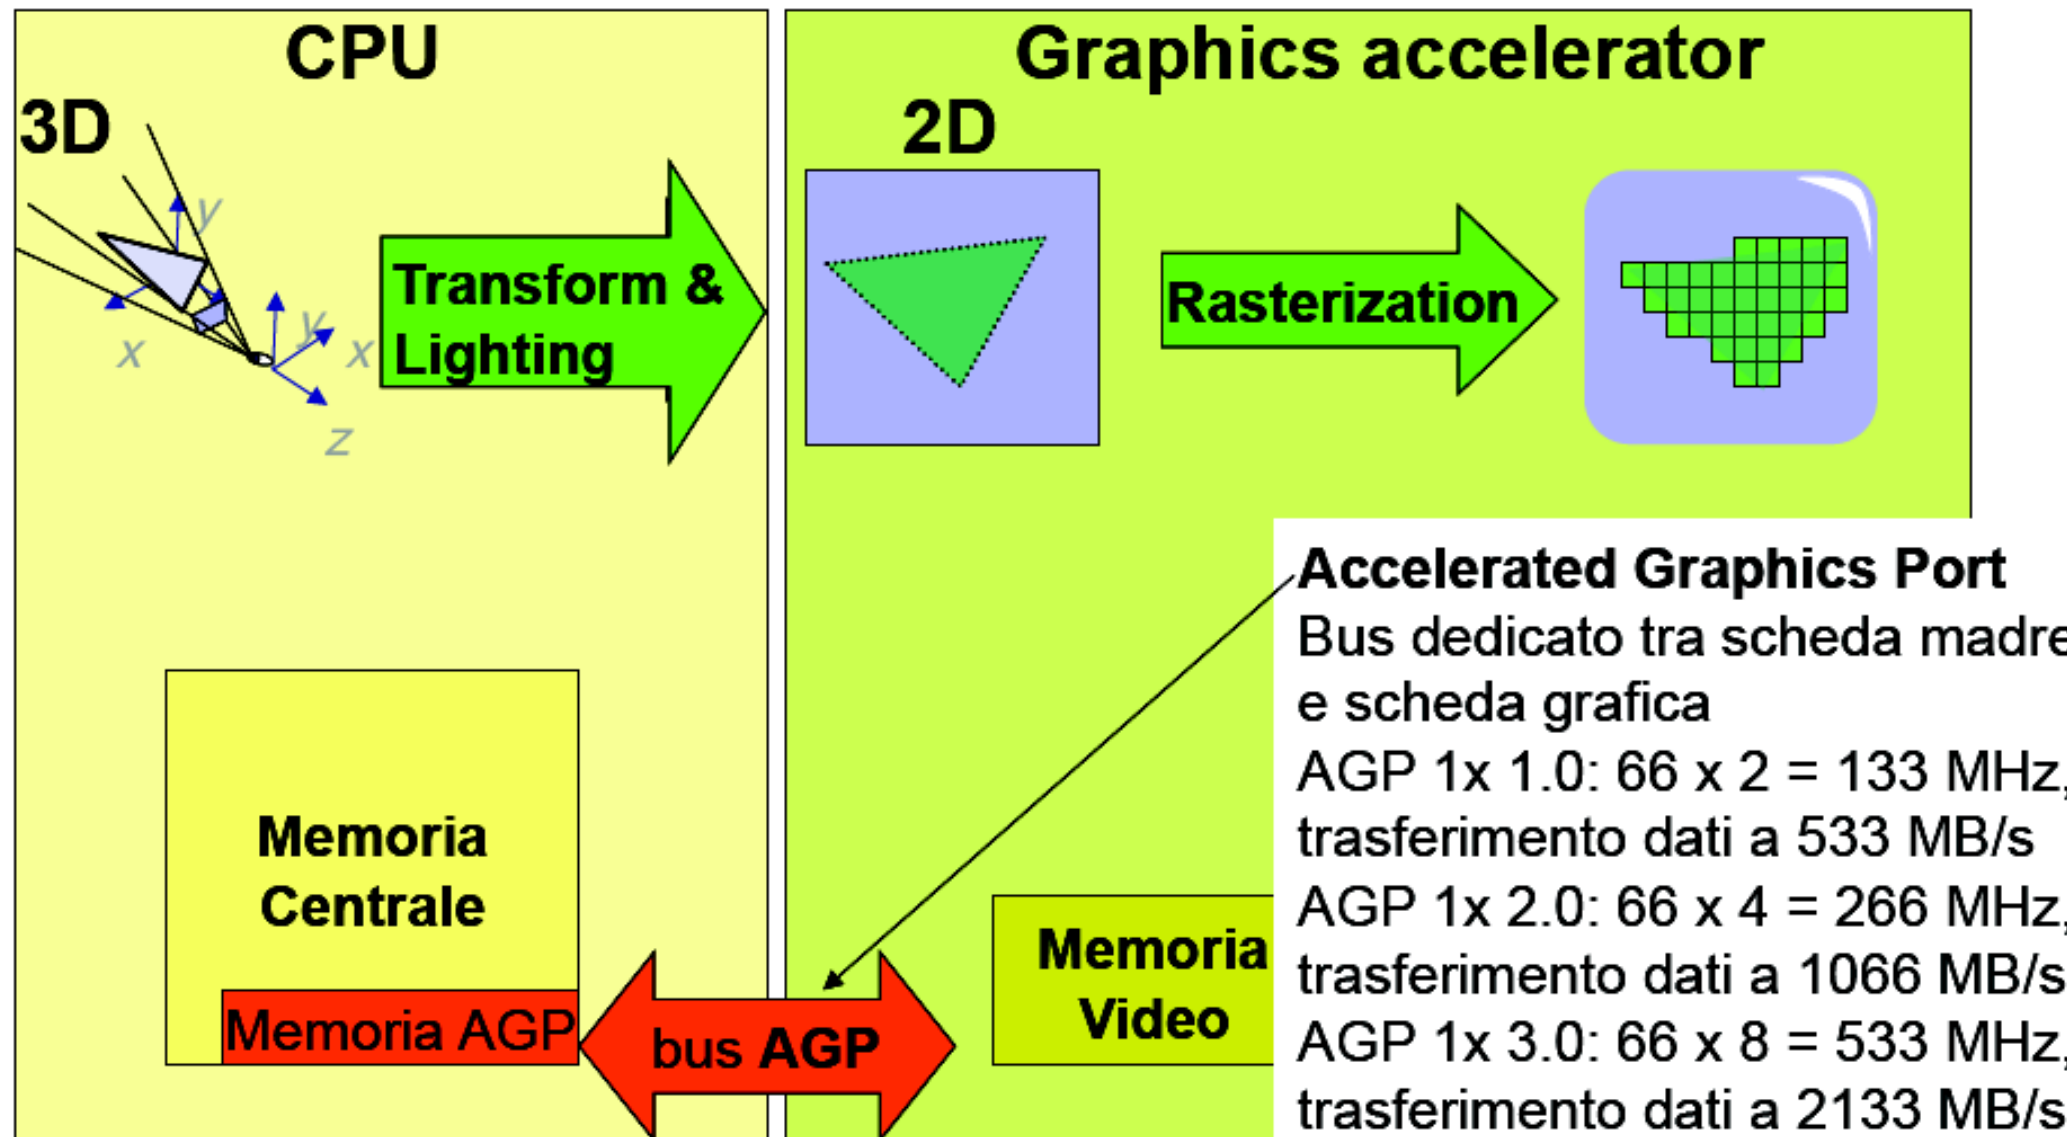 CPU
3D
y
x
y
x
z
Transform &
Lighting
Memoria
Centrale
Memoria AGP
bus AGP
Graphics accelerator
2D
Rasterization
Memoria
Video
Accelerated Graphics Port
Bus dedicato tra scheda madre
e scheda grafica
AGP 1x 1.0: 66 x 2 = 133 MHz,
trasferimento dati a 533 MB/s
AGP 1x 2.0: 66 x 4 = 266 MHz,
trasferimento dati a 1066 MB/s
AGP 1x 3.0: 66 x 8 = 533 MHz,
trasferimento dati a 2133 MB/s